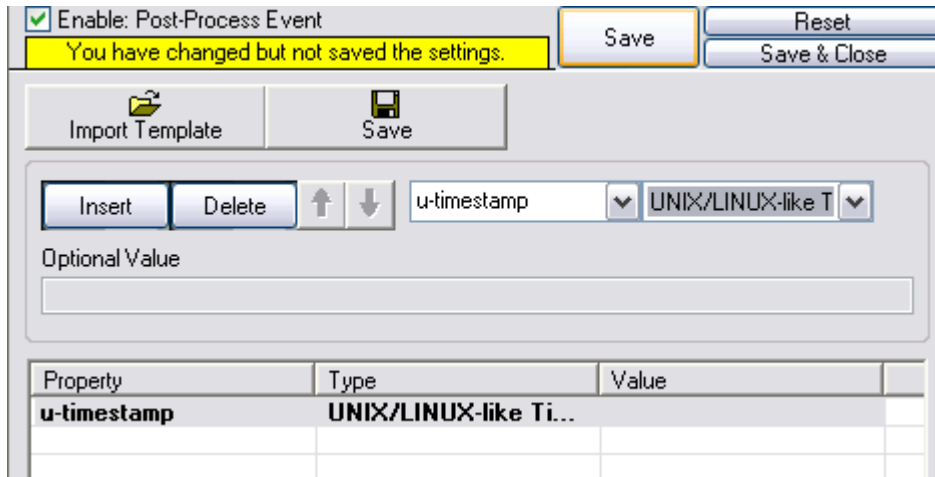 Enable: Post-Process Event
Save
Reset
You have changed but not saved the settings.
Save & Close
Import Template
Save
Insert
Delete
u-timestamp
UNIX/LINUX-like T
Optional Value
Property Type Value
u-timestamp UNIX/LINUX-like Ti...